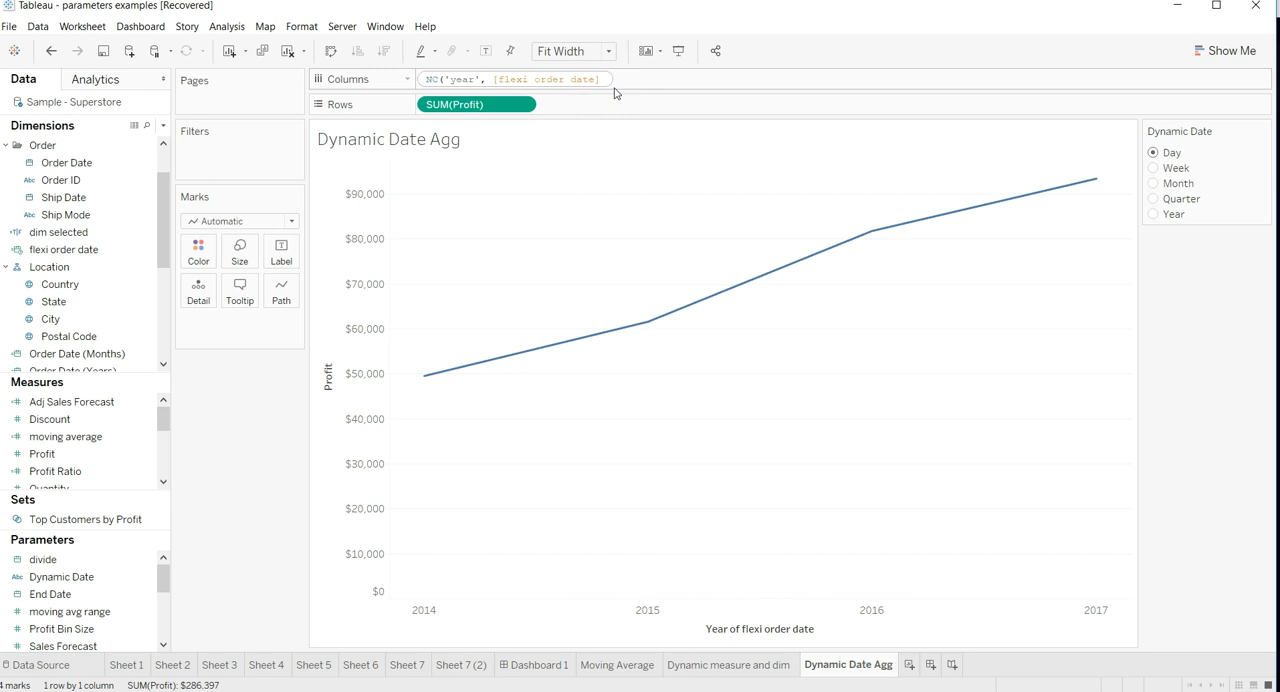 Tableau - parameters examples [Recovered]
File Data Worksheet Dashboard Story Analysis Map Format Server Window Help
Fit Width
Show Me
Data Analytics
Pages
Columns
NC('year', [flexi order date]
Sample - Superstore
Rows
SUM(Profit)
Dimensions
Order
Order Date
Abc Order ID
Ship Date
Abc Ship Mode
dim selected
flexi order date
Location
Country
State
City
Postal Code
Order Date (Months)
Order Date (Years)
Measures
Adj Sales Forecast
Discount
moving average
Profit
Profit Ratio
Quantity
Sets
Top Customers by Profit
Parameters
divide
Abc Dynamic Date
End Date
moving avg range
Profit Bin Size
Sales Forecast
Filters
Marks
Automatic
Color Size Label
Detail Tooltip Path
Dynamic Date Agg
$90,000
$80,000
$70,000
$60,000
$50,000
$40,000
$30,000
$20,000
$10,000
$0
Profit
2014 2015 2016 2017
Year of flexi order date
Dynamic Date
Day
Week
Month
Quarter
Year
Data Source Sheet 1 Sheet 2 Sheet 3 Sheet 4 Sheet 5 Sheet 6 Sheet 7 Sheet 7 (2) Dashboard 1 Moving Average Dynamic measure and dim Dynamic Date Agg
4 marks 1 row by 1 column SUM(Profit): $286,397